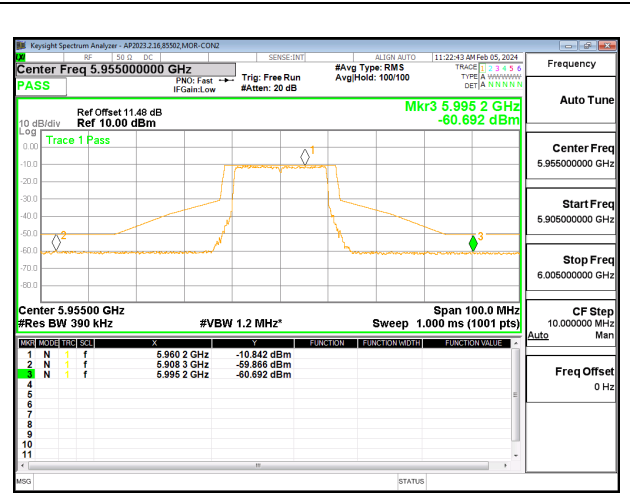 Keysight Spectrum Analyzer - AP2023.2.16,85502,MOR-CON2
RF 50 Ω DC SENSE:INT ALIGN AUTO 11:22:43 AM Feb 05, 2024
Center Freq 5.955000000 GHz
PASS
PNO: Fast
IFGain:Low
Trig: Free Run
#Atten: 20 dB
#Avg Type: RMS
Avg|Hold: 100/100
TRACE 1 2 3 4 5 6
TYPE A WWWWW
DET A N N N N N
Frequency
Auto Tune
Center Freq
5.955000000 GHz
Start Freq
5.905000000 GHz
Stop Freq
6.005000000 GHz
CF Step
10.000000 MHz
Auto Man
Freq Offset
0 Hz
Ref Offset 11.48 dB
10 dB/div Ref 10.00 dBm
Mkr3 5.995 2 GHz
-60.692 dBm
Log
Trace 1 Pass
0.00
-10.0
-20.0
-30.0
-40.0
-50.0
-60.0
-70.0
-80.0
1
2
3
Center 5.95500 GHz Span 100.0 MHz
#Res BW 390 kHz #VBW 1.2 MHz* Sweep 1.000 ms (1001 pts)
MKR MODE TRC SCL X Y FUNCTION FUNCTION WIDTH FUNCTION VALUE
1 N 1 f 5.960 2 GHz -10.842 dBm
2 N 1 f 5.908 3 GHz -59.866 dBm
3 N 1 f 5.995 2 GHz -60.692 dBm
4
5
6
7
8
9
10
11
MSG STATUS